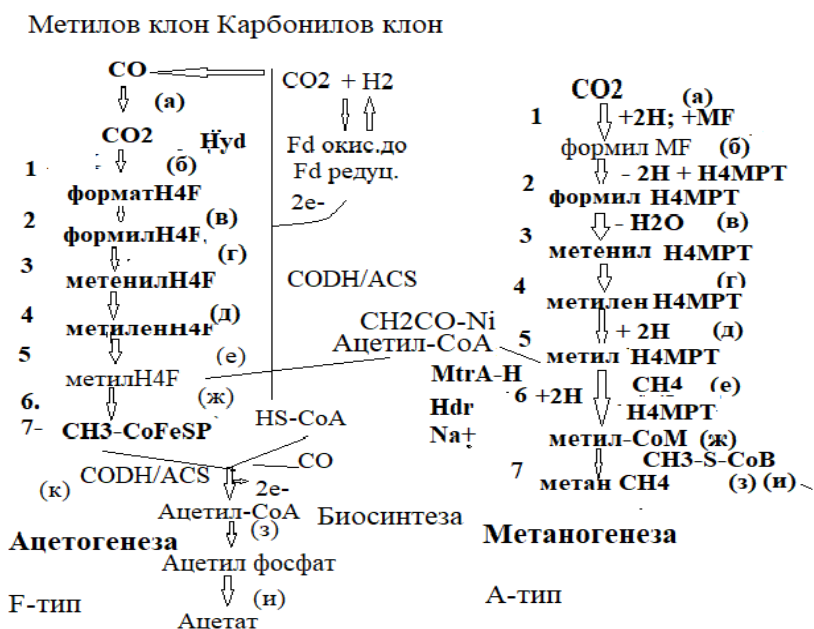 Метилов клон Карбонилов клон
CO
CO2 + H2
(а)
CO2
Hyd
(б)
1
форматH4F
2
(в)
формилH4F,
(г)
3
метенилH4F
4
(д)
метиленH4F
5
(е)
метилH4F
(ж)
6.
7-
CH3-CoFeSP
Fd окис.до
Fd редуц.
2e-
CODH/ACS
CH2CO-Ni
Ацетил-CoA
HS-CoA
CO
(к)
CODH/ACS
2e-
Ацетил-CoA
Биосинтеза
(з)
Ацетогенеза
Ацетил фосфат
(и)
F-тип
Ацетат
CO2
(а)
1
+2H; +MF
формил MF
(б)
- 2H + H4MPT
2
формил H4MPT
- H2O
(в)
3
метенил H4MPT
(г)
4
метилен H4MPT
+ 2H
(д)
5
метил H4MPT
MtrA-H
CH4
(е)
6 +2H
Hdr
H4MPT
Na+
метил-CoM (ж)
CH3-S-CoB
7
метан CH4
(з) (и)
Метаногенеза
А-тип